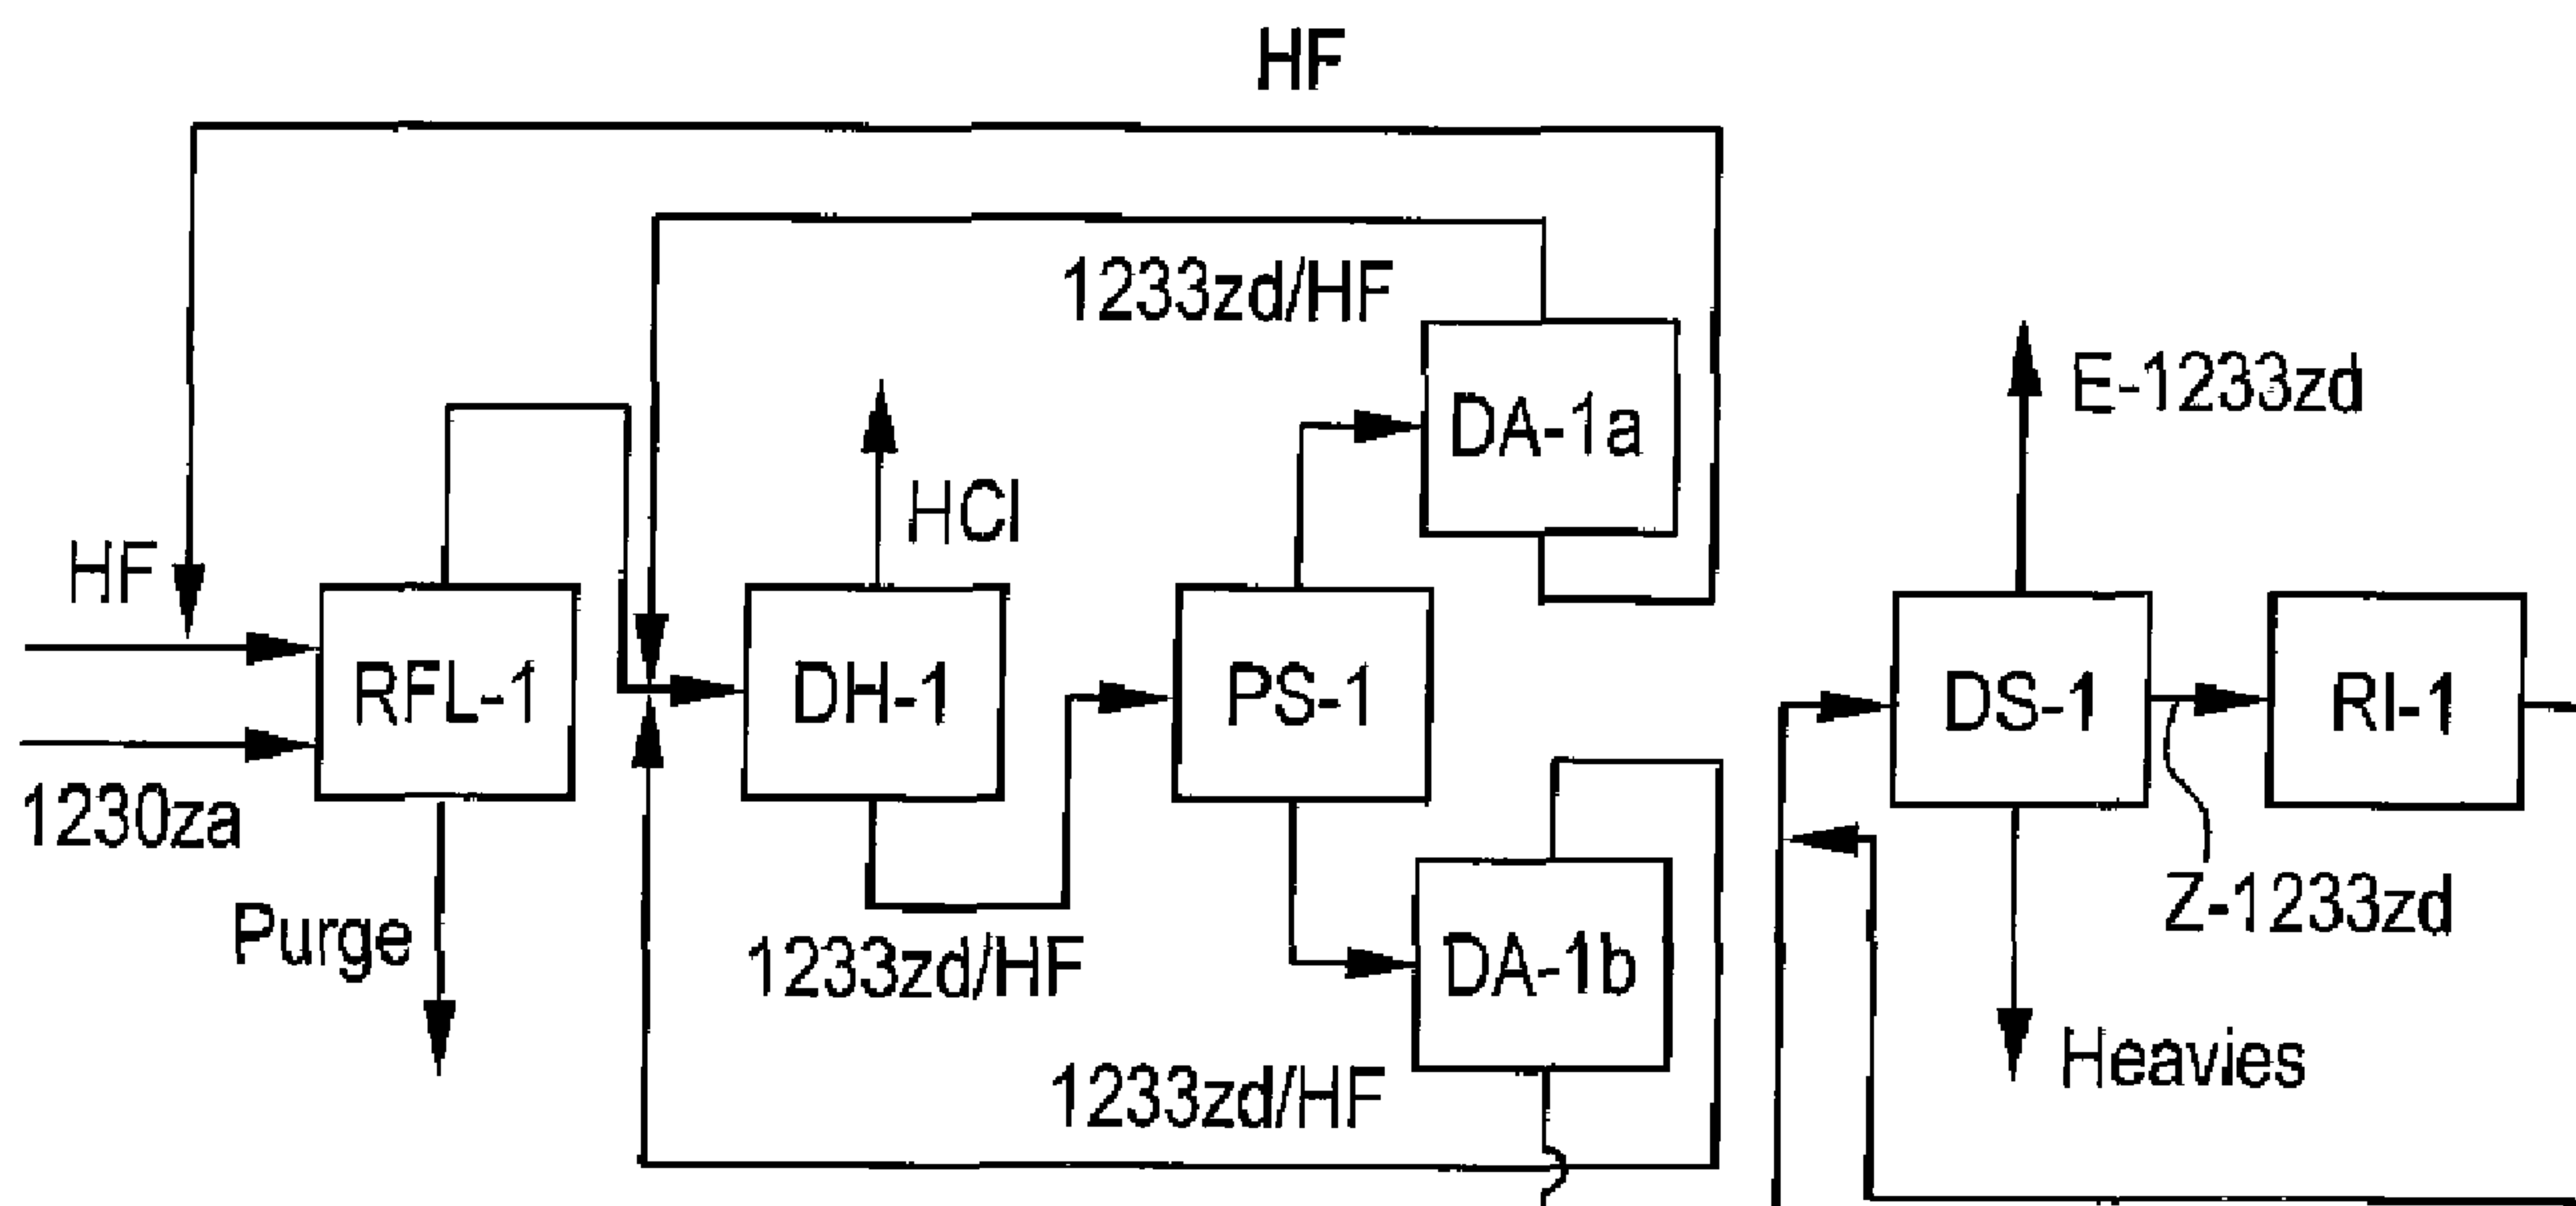 HF
1233zd/HF
E-1233zd
DA-1a
HCl
HF
RFL-1
DH-1
PS-1
DS-1
RI-1
1230za
Z-1233zd
Purge
1233zd/HF
DA-1b
Heavies
1233zd/HF